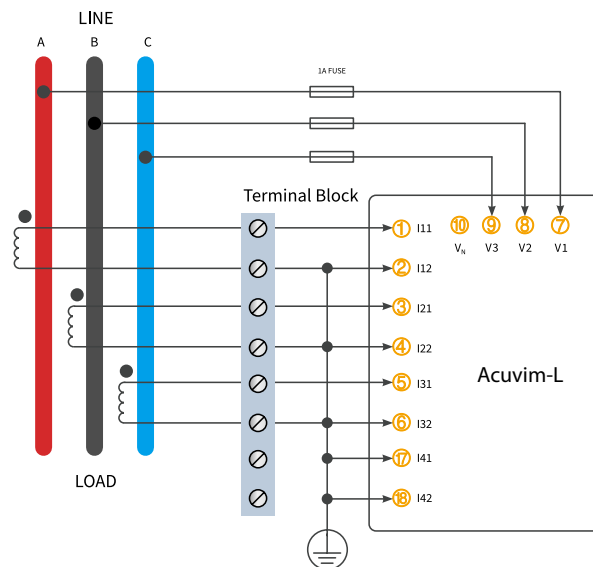 LINE
A B C
1A FUSE
Terminal Block
1 I11
10 9 8 7
VN V3 V2 V1
2 I12
3 I21
4 I22
Acuvim-L
5 I31
6 I32
17 I41
LOAD
18 I42